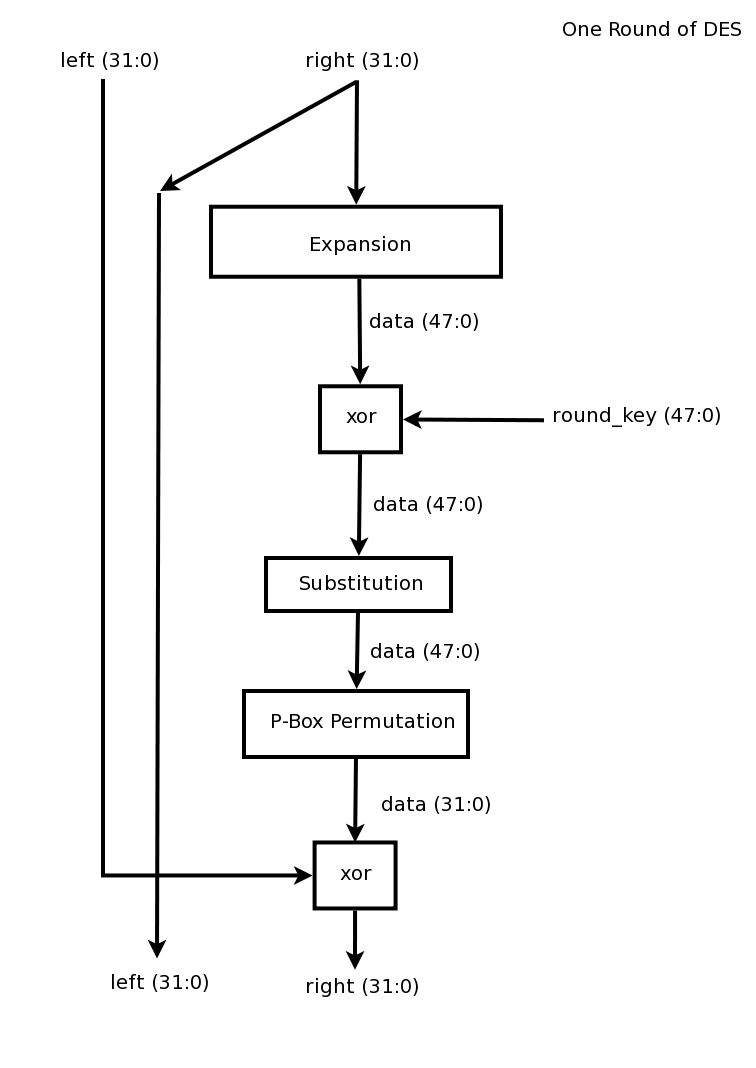 One Round of DES
left (31:0)
right (31:0)
Expansion
data (47:0)
xor
round_key (47:0)
data (47:0)
Substitution
data (47:0)
P-Box Permutation
data (31:0)
xor
left (31:0)
right (31:0)